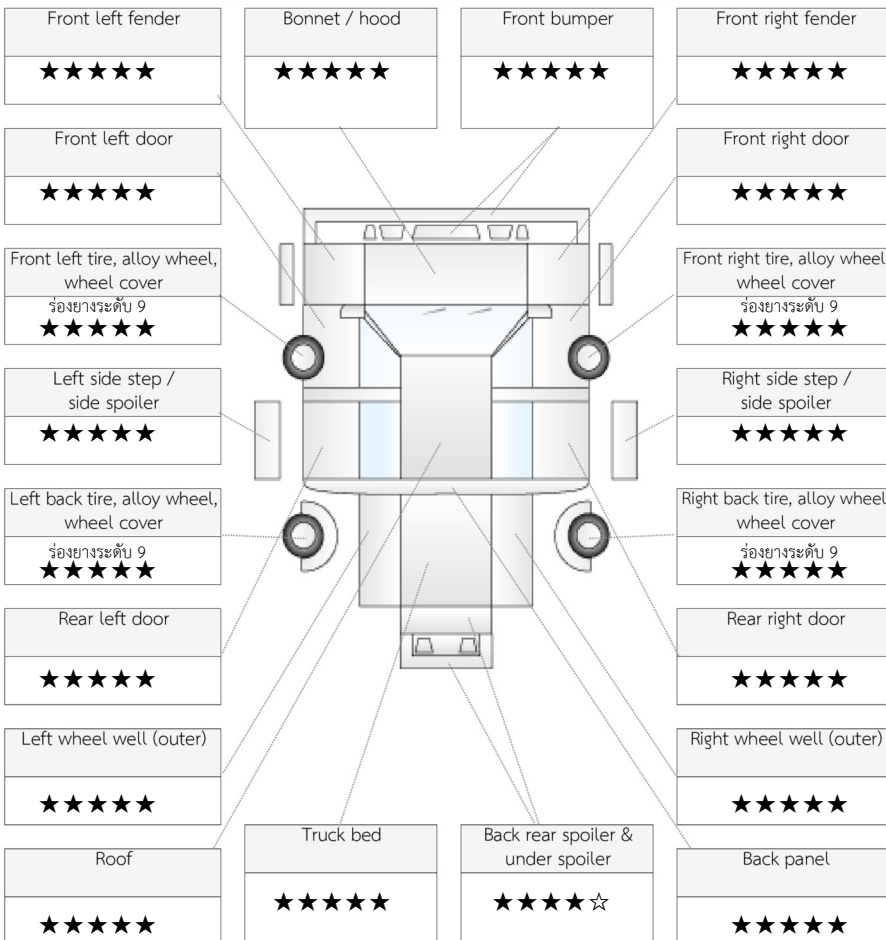 Front left fender
★★★★★
Bonnet / hood
★★★★★
Front bumper
★★★★★
Front right fender
★★★★★
Front left door
★★★★★
Front right door
★★★★★
Front left tire, alloy wheel,
wheel cover
ร่องยางระดับ 9
★★★★★
Front right tire, alloy wheel
wheel cover
ร่องยางระดับ 9
★★★★★
Left side step /
side spoiler
★★★★★
Right side step /
side spoiler
★★★★★
Left back tire, alloy wheel,
wheel cover
ร่องยางระดับ 9
★★★★★
Right back tire, alloy wheel
wheel cover
ร่องยางระดับ 9
★★★★★
Rear left door
★★★★★
Rear right door
★★★★★
Left wheel well (outer)
★★★★★
Right wheel well (outer)
★★★★★
Roof
★★★★★
Truck bed
★★★★★
Back rear spoiler &
under spoiler
★★★★☆
Back panel
★★★★★